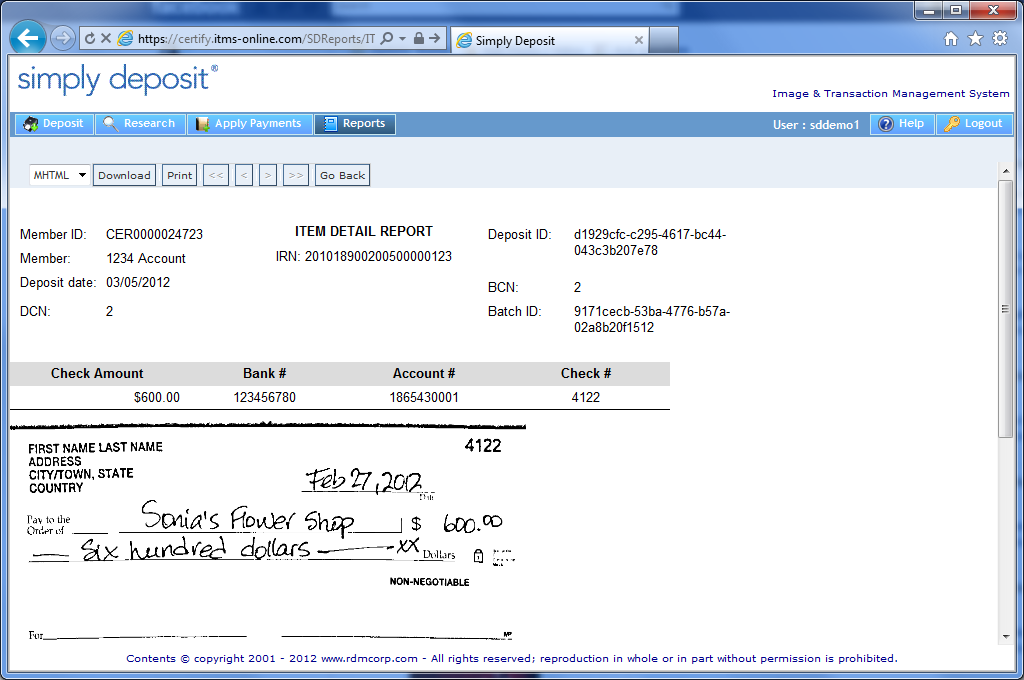 https://certify.itms-online.com/SDReports/IT
Simply Deposit
simply deposit®
Image & Transaction Management System
Deposit Research Apply Payments Reports User : sddemo1 Help Logout
MHTML Download Print << < > >> Go Back
Member ID: CER0000024723
Member: 1234 Account
Deposit date: 03/05/2012
DCN: 2
ITEM DETAIL REPORT
IRN: 201018900200500000123
Deposit ID: d1929cfc-c295-4617-bc44-
043c3b207e78
BCN: 2
Batch ID: 9171cecb-53ba-4776-b57a-
02a8b20f1512
Check Amount Bank # Account # Check #
$600.00 123456780 1865430001 4122
FIRST NAME LAST NAME 4122
ADDRESS
CITY/TOWN, STATE
COUNTRY
Feb 27, 2012
Pay to the
Order of Sonia's Flower Shop $ 600.00
Six hundred dollars XX Dollars
NON-NEGOTIABLE
For MP
Contents © copyright 2001 - 2012 www.rdmcorp.com - All rights reserved; reproduction in whole or in part without permission is prohibited.